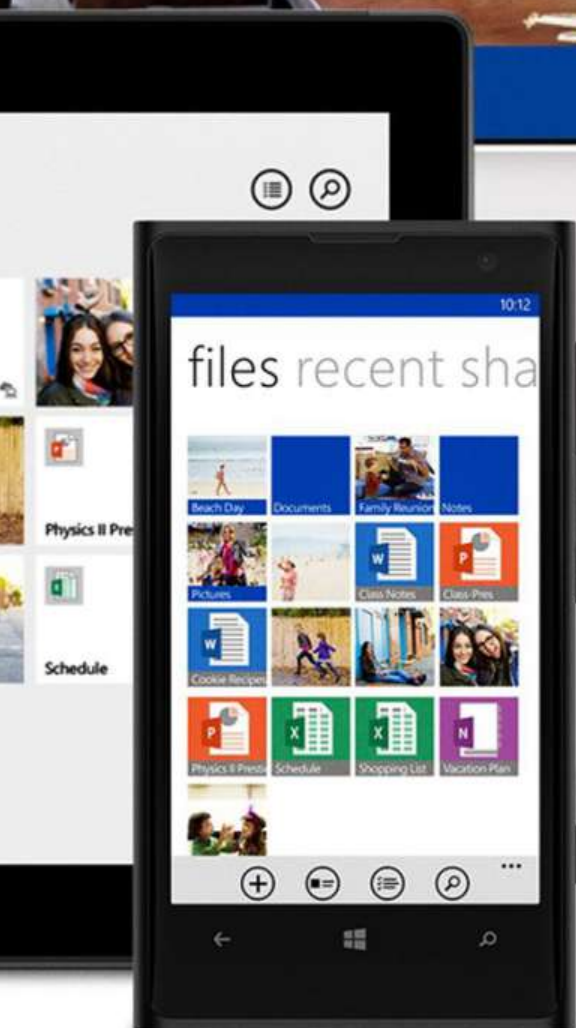 Physics II Pre
Schedule
10:12
files recent sha
Beach Day Documents Family Reunion Notes
Pictures Class Notes Class-Pres
W
P
Cookie Recipes
W
Physics II Presti Schedule Shopping List Vacation Plan
P X X N
...